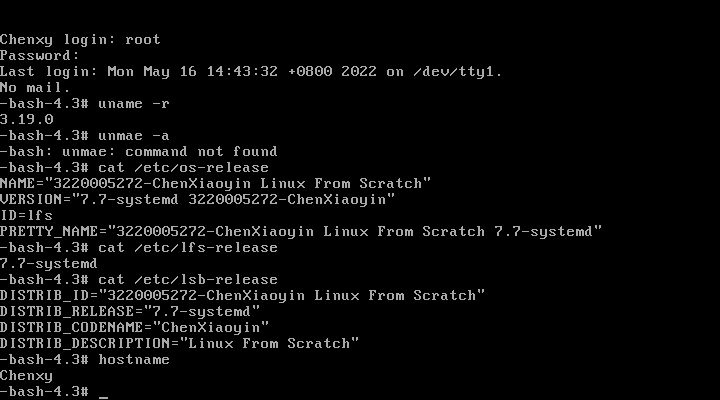 Chenxy login: root
Password:
Last login: Mon May 16 14:43:32 +0800 2022 on /dev/tty1.
No mail.
-bash-4.3# uname -r
3.19.0
-bash-4.3# unmae -a
-bash: unmae: command not found
-bash-4.3# cat /etc/os-release
NAME="3220005272-ChenXiaoyin Linux From Scratch"
VERSION="7.7-systemd 3220005272-ChenXiaoyin"
ID=lfs
PRETTY_NAME="3220005272-ChenXiaoyin Linux From Scratch 7.7-systemd"
-bash-4.3# cat /etc/lfs-release
7.7-systemd
-bash-4.3# cat /etc/lsb-release
DISTRIB_ID="3220005272-ChenXiaoyin Linux From Scratch"
DISTRIB_RELEASE="7.7-systemd"
DISTRIB_CODENAME="ChenXiaoyin"
DISTRIB_DESCRIPTION="Linux From Scratch"
-bash-4.3# hostname
Chenxy
-bash-4.3# _